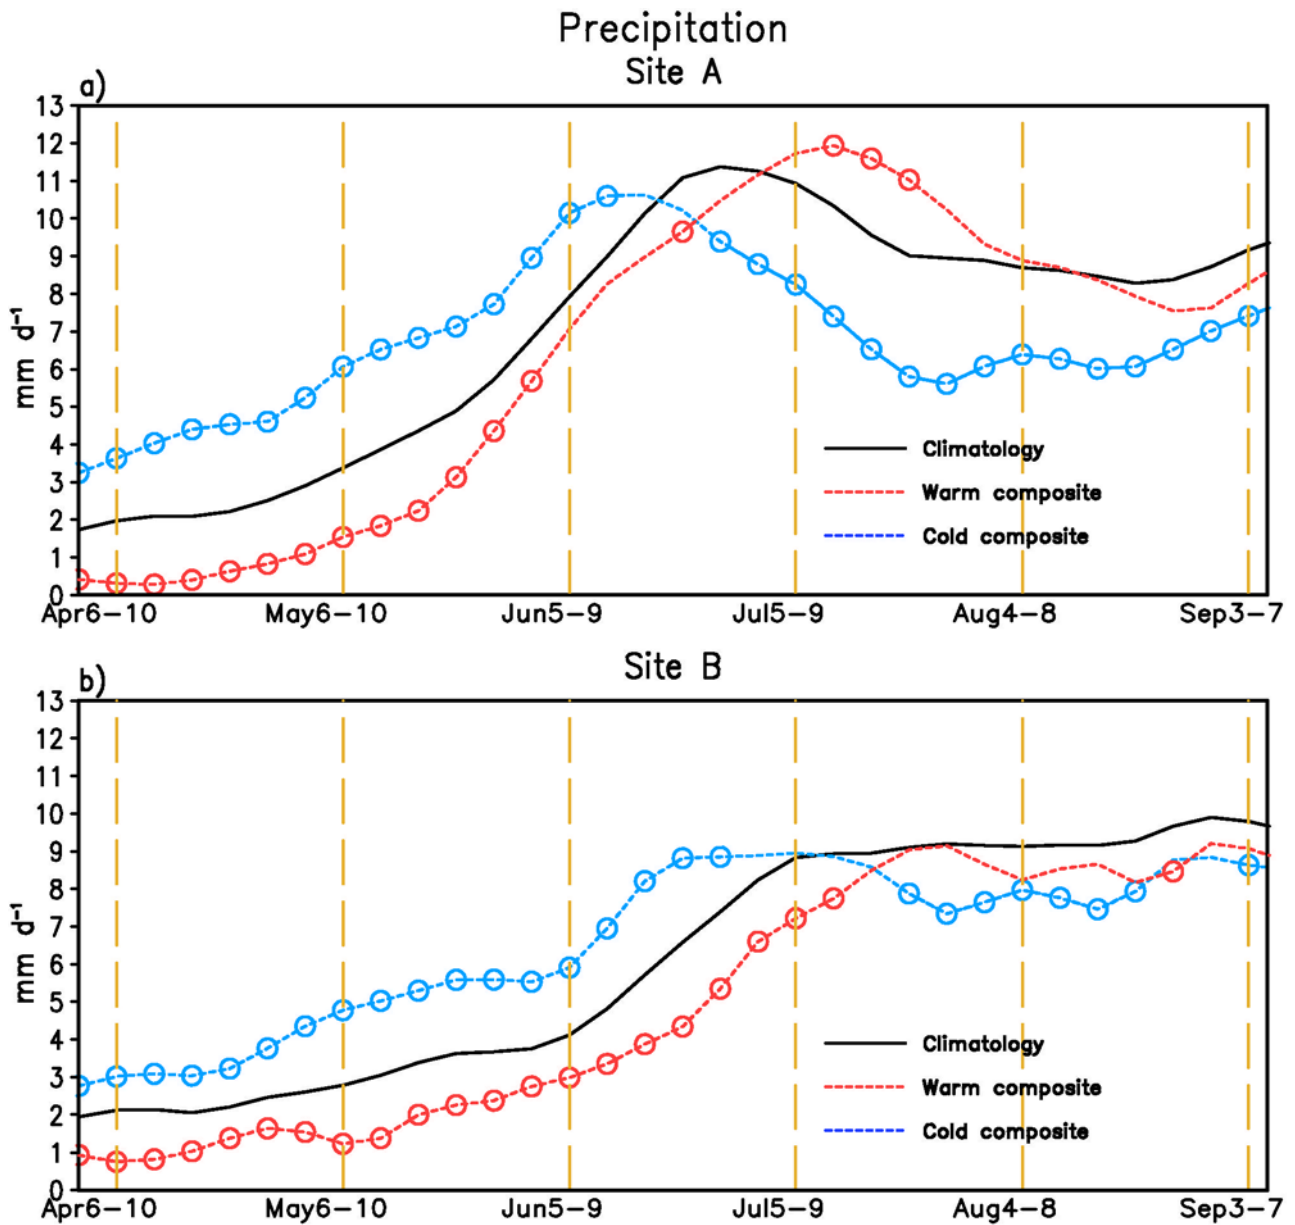 Precipitation
Site A
a)
13
12
11
10
9
8
7
6
5
4
3
2
1
0
mm d⁻¹
Climatology
Warm composite
Cold composite
Apr6-10 May6-10 Jun5-9 Jul5-9 Aug4-8 Sep3-7
Site B
b)
13
12
11
10
9
8
7
6
5
4
3
2
1
0
mm d⁻¹
Climatology
Warm composite
Cold composite
Apr6-10 May6-10 Jun5-9 Jul5-9 Aug4-8 Sep3-7